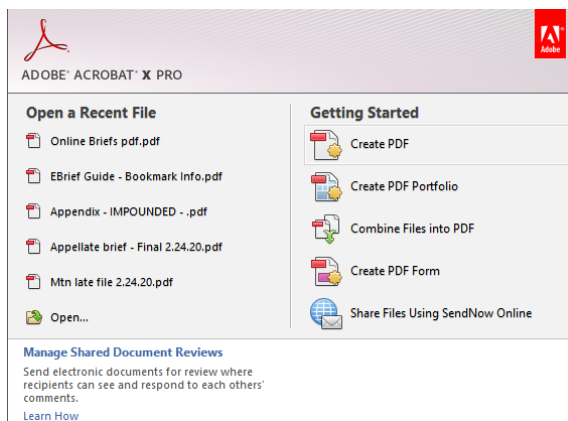 Adobe
ADOBE® ACROBAT® X PRO
Open a Recent File
Online Briefs pdf.pdf
EBrief Guide - Bookmark Info.pdf
Appendix - IMPOUNDED - .pdf
Appellate brief - Final 2.24.20.pdf
Mtn late file 2.24.20.pdf
Open...
Getting Started
Create PDF
Create PDF Portfolio
Combine Files into PDF
Create PDF Form
Share Files Using SendNow Online
Manage Shared Document Reviews
Send electronic documents for review where
recipients can see and respond to each others'
comments.
Learn How